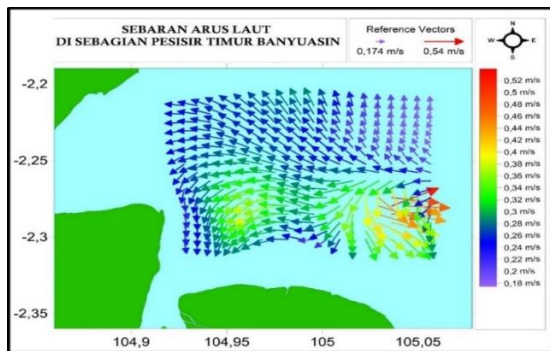 SEBARAN ARUS LAUT
DI SEBAGIAN PESISIR TIMUR BANYUASIN
Reference Vectors
0,174 m/s
0,54 m/s
N
W
E
S
-2,2
-2,25
-2,3
-2,35
104,9
104,95
105
105,05
0,52 m/s
0,5 m/s
0,48 m/s
0,46 m/s
0,44 m/s
0,42 m/s
0,4 m/s
0,38 m/s
0,36 m/s
0,34 m/s
0,32 m/s
0,3 m/s
0,28 m/s
0,26 m/s
0,24 m/s
0,22 m/s
0,2 m/s
0,18 m/s